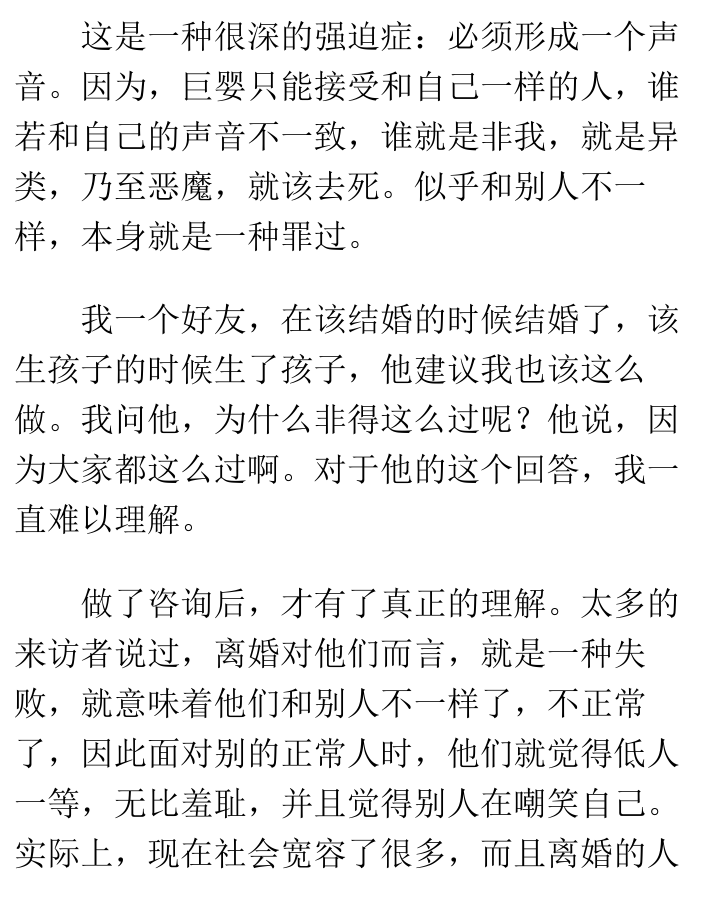 这是一种很深的强迫症：必须形成一个声
音。因为，巨婴只能接受和自己一样的人，谁
若和自己的声音不一致，谁就是非我，就是异
类，乃至恶魔，就该去死。似乎和别人不一
样，本身就是一种罪过。
我一个好友，在该结婚的时候结婚了，该
生孩子的时候生了孩子，他建议我也该这么
做。我问他，为什么非得这么过呢？他说，因
为大家都这么过啊。对于他的这个回答，我一
直难以理解。
做了咨询后，才有了真正的理解。太多的
来访者说过，离婚对他们而言，就是一种失
败，就意味着他们和别人不一样了，不正常
了，因此面对别的正常人时，他们就觉得低人
一等，无比羞耻，并且觉得别人在嘲笑自己。
实际上，现在社会宽容了很多，而且离婚的人